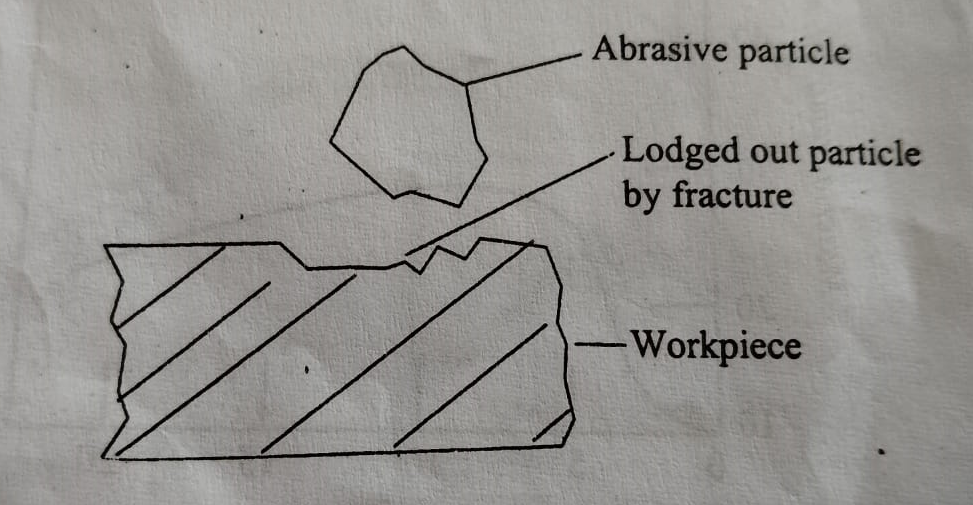 Abrasive particle
Lodged out particle
by fracture
Workpiece